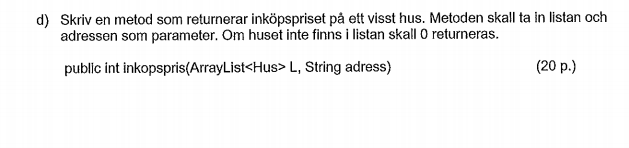 d) Skriv en metod som returnerar inköpspriset på ett visst hus. Metoden skall ta in listan och
adressen som parameter. Om huset inte finns i listan skall 0 returneras.
public int inkopspris(ArrayList<Hus> L, String adress) (20 p.)